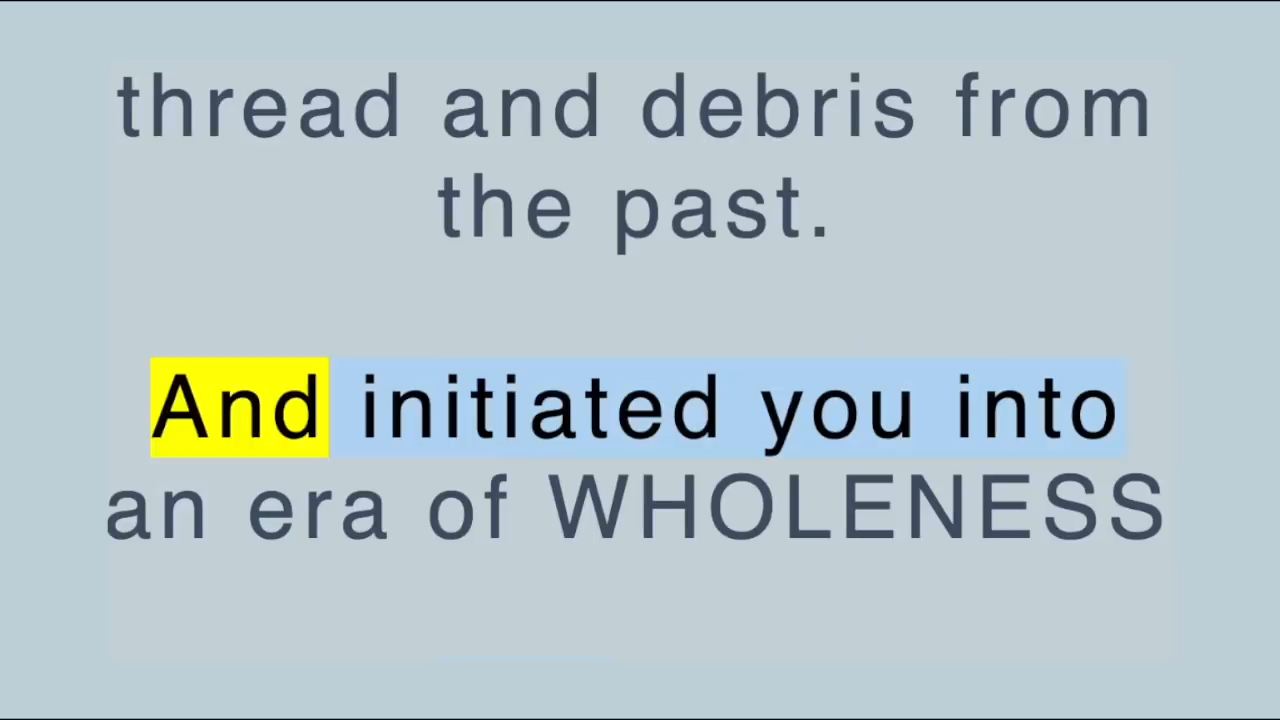 thread and debris from
the past.
And initiated you into
an era of WHOLENESS